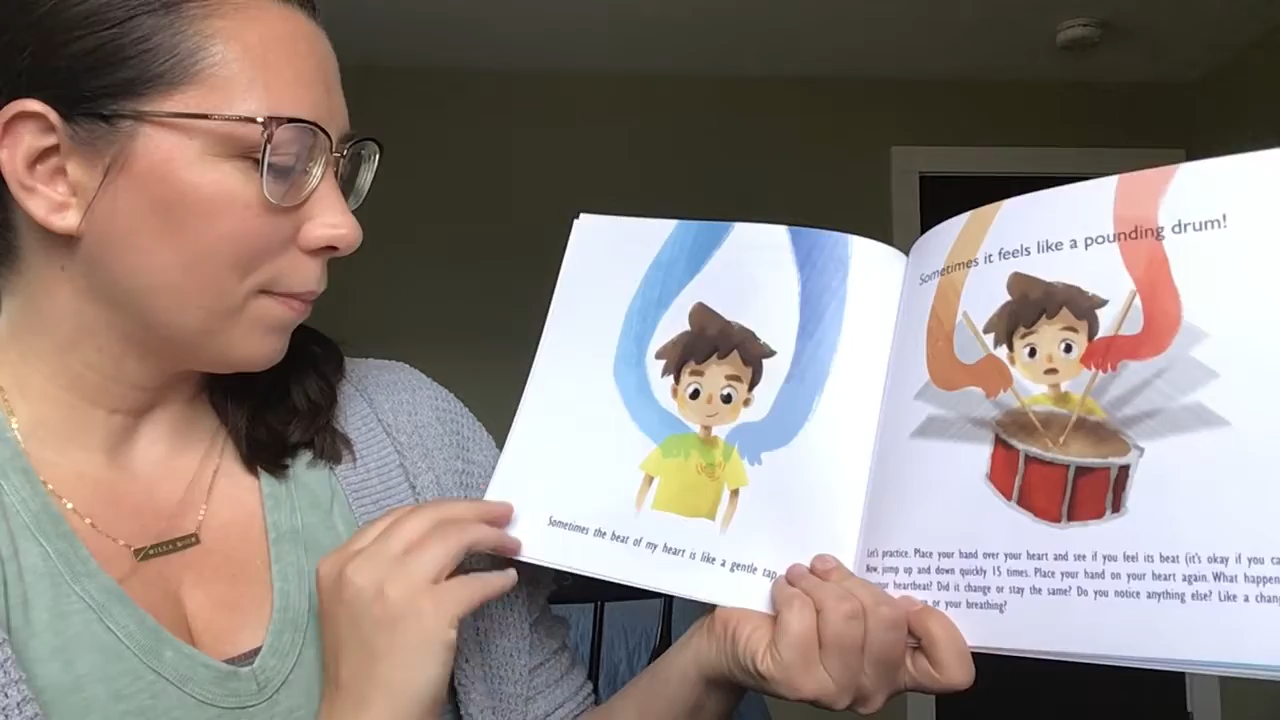 Sometimes the beat of my heart is like a gentle tap
Sometimes it feels like a pounding drum!
Let's practice. Place your hand over your heart and see if you feel its beat (it's okay if you
Now, jump up and down quickly 15 times. Place your hand on your heart again. What
your heartbeat? Did it change or stay the same? Do you notice anything else? Like a
or your breathing?